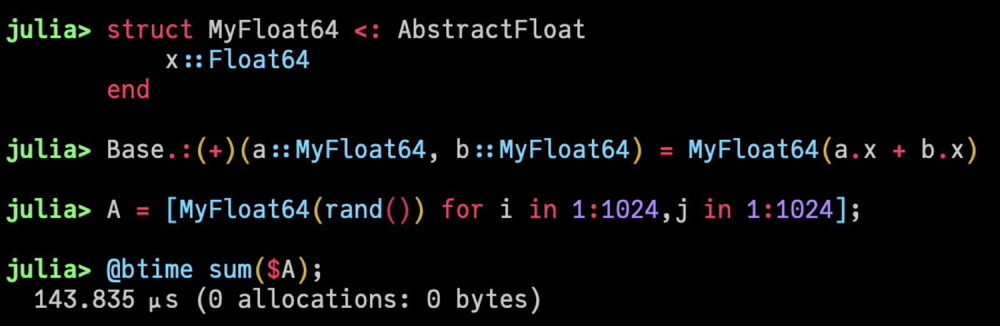 julia> struct MyFloat64 <: AbstractFloat
           x::Float64
       end
julia> Base.:(+)(a::MyFloat64, b::MyFloat64) = MyFloat64(a.x + b.x)
julia> A = [MyFloat64(rand()) for i in 1:1024,j in 1:1024];
julia> @btime sum($A);
  143.835 μs (0 allocations: 0 bytes)